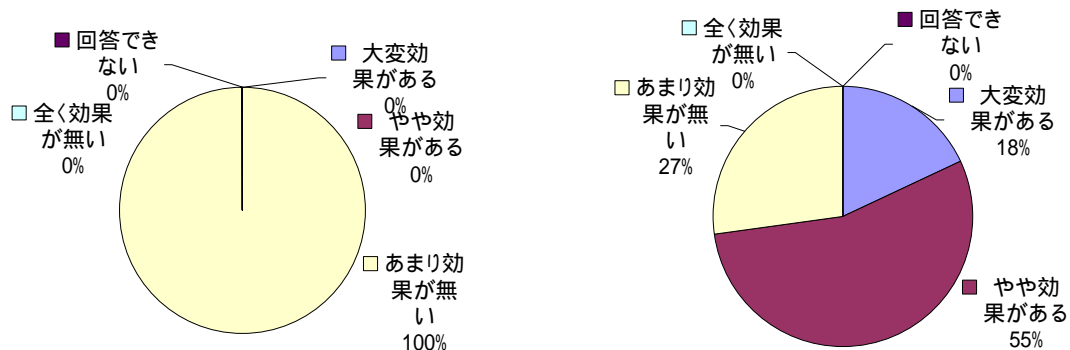 回答でき
ない
0%
大変効
果がある
0%
全く効果
が無い
0%
やや効
果がある
0%
あまり効
果が無
い
100%
全く効果
が無い
0%
回答でき
ない
0%
あまり効
果が無
い
27%
大変効
果がある
18%
やや効
果がある
55%